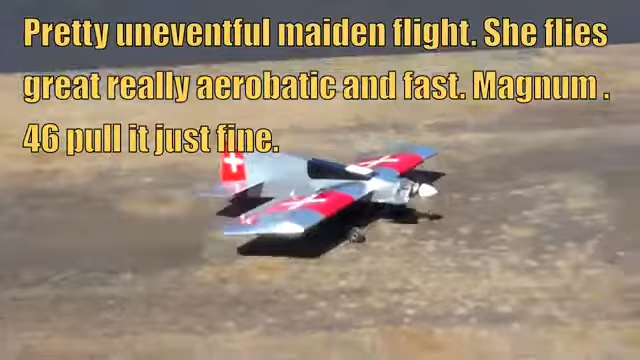 Pretty uneventful maiden flight. She flies
great really aerobatic and fast. Magnum .
46 pull it just fine.